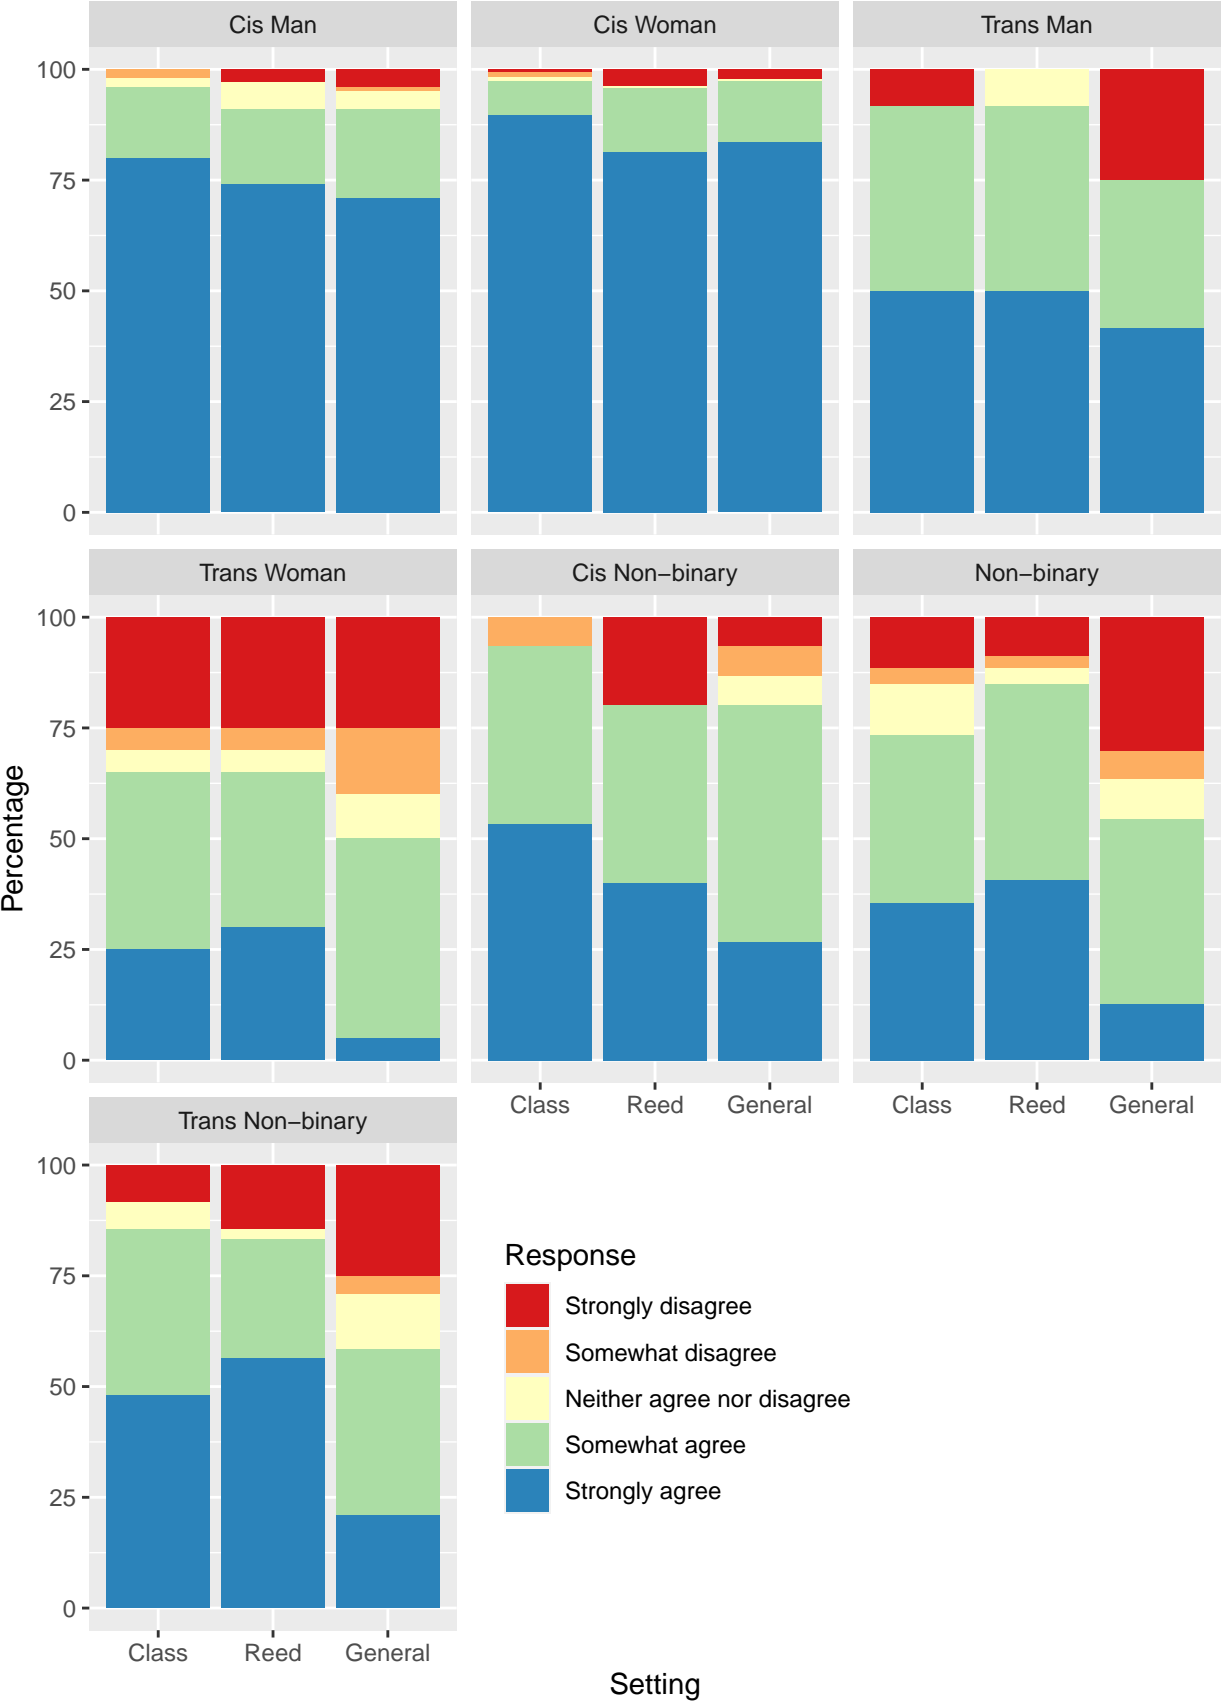 Cis Man
Cis Woman
Trans Man
100
75
50
25
0
Trans Woman
Cis Non−binary
Non−binary
100
75
50
25
0
Percentage
Class Reed General
Class Reed General
Trans Non−binary
100
75
50
25
0
Class Reed General
Response
Strongly disagree
Somewhat disagree
Neither agree nor disagree
Somewhat agree
Strongly agree
Setting